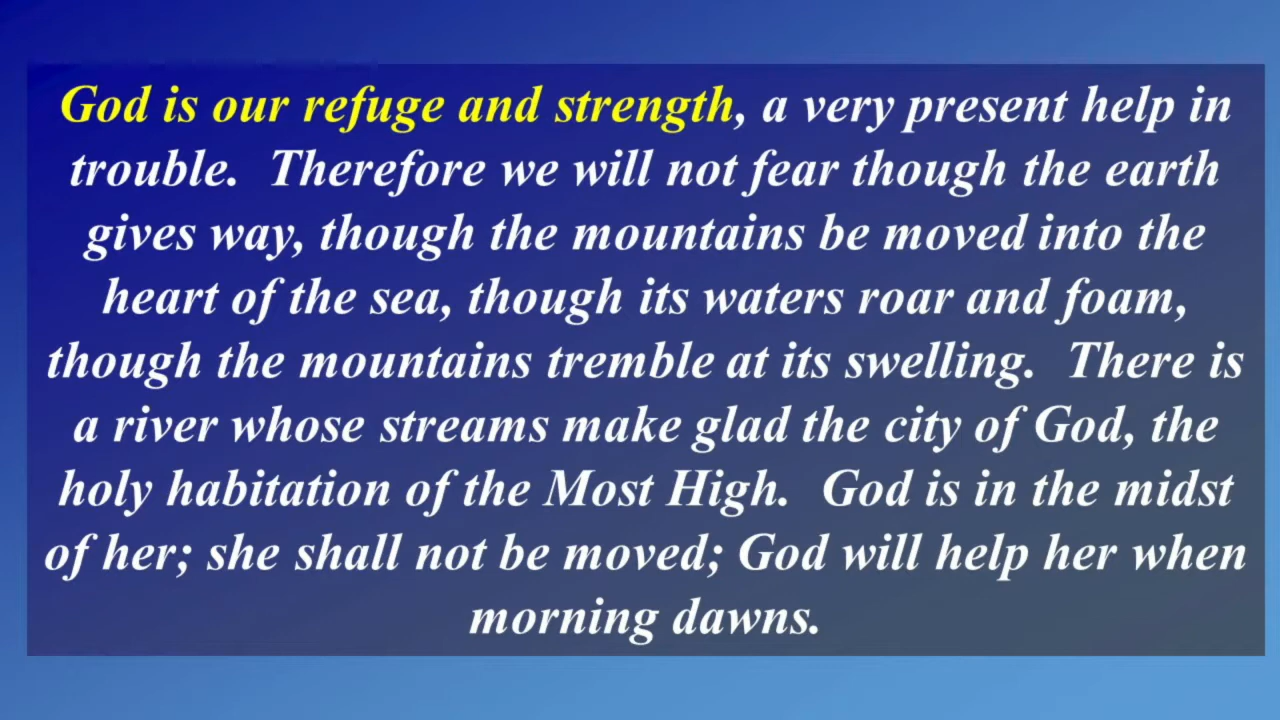 God is our refuge and strength, a very present help in
trouble.  Therefore we will not fear though the earth
gives way, though the mountains be moved into the
heart of the sea, though its waters roar and foam,
though the mountains tremble at its swelling.  There is
a river whose streams make glad the city of God, the
holy habitation of the Most High.  God is in the midst
of her; she shall not be moved; God will help her when
morning dawns.